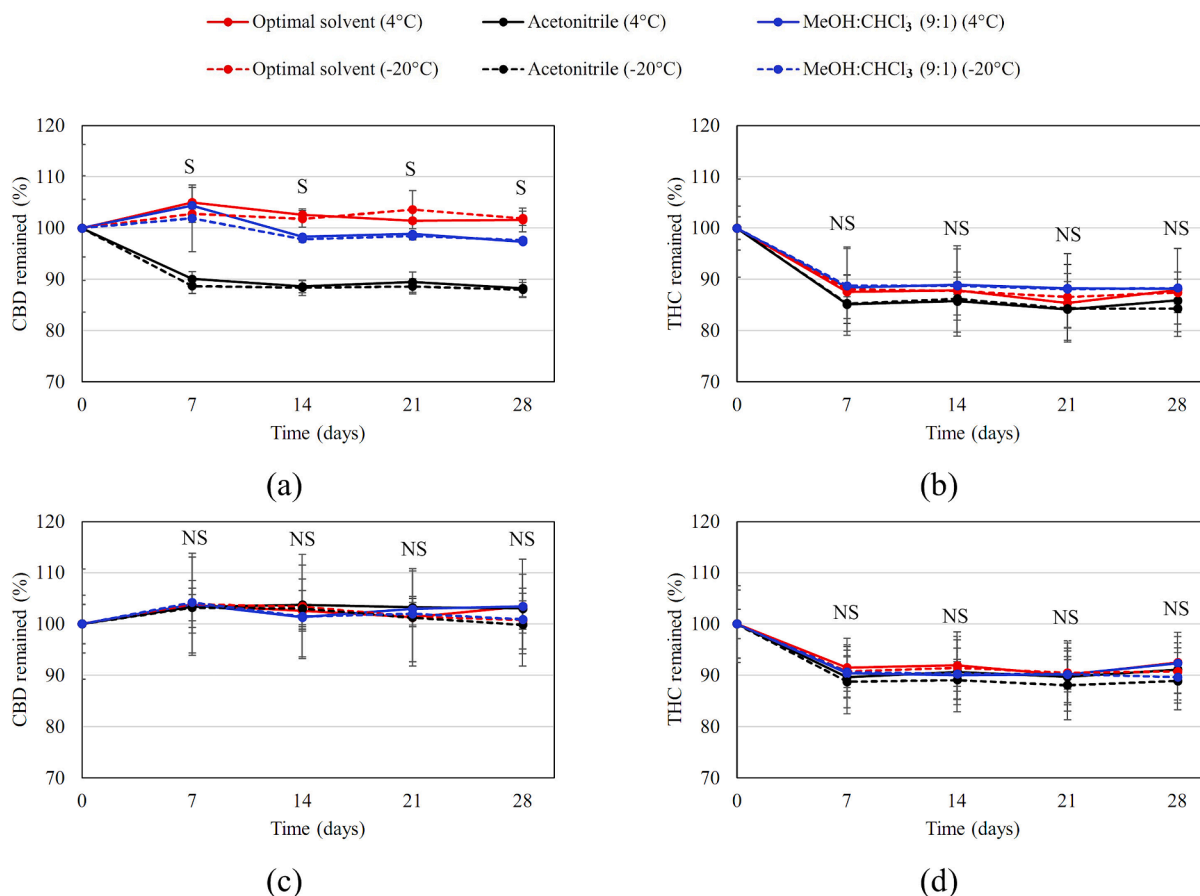 Optimal solvent (4°C) Acetonitrile (4°C) MeOH:CHCl₃ (9:1) (4°C)
Optimal solvent (-20°C) Acetonitrile (-20°C) MeOH:CHCl₃ (9:1) (-20°C)
CBD remained (%)
120
110
100
90
80
70
S S S S
0 7 14 21 28
Time (days)
(a)
THC remained (%)
120
110
100
90
80
70
NS NS NS NS
0 7 14 21 28
Time (days)
(b)
CBD remained (%)
120
110
100
90
80
70
NS NS NS NS
0 7 14 21 28
Time (days)
(c)
THC remained (%)
120
110
100
90
80
70
NS NS NS NS
0 7 14 21 28
Time (days)
(d)